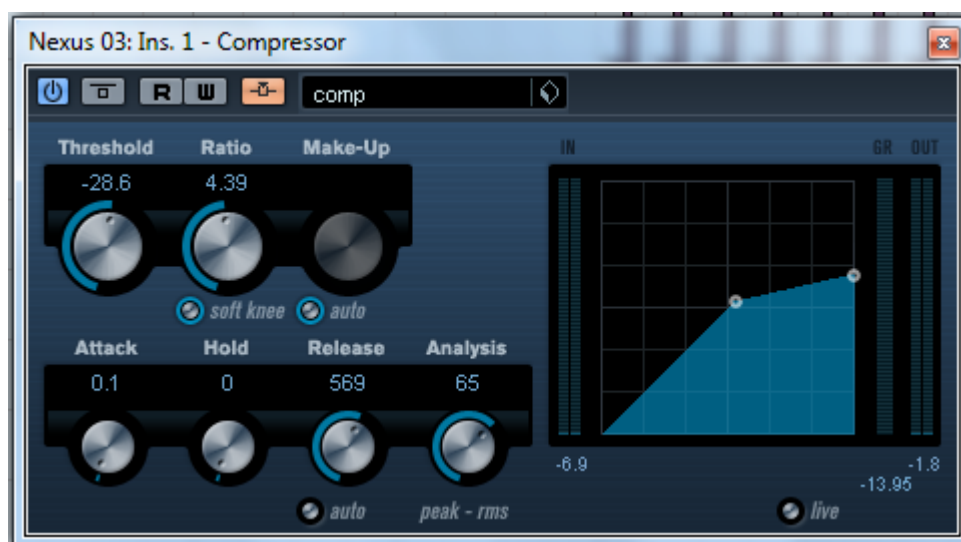 Nexus 03: Ins. 1 - Compressor
R W comp
Threshold Ratio Make-Up IN GR OUT
-28.6 4.39
soft knee auto
Attack Hold Release Analysis
0.1 0 569 65
-6.9 -1.8
-13.95
auto peak - rms live